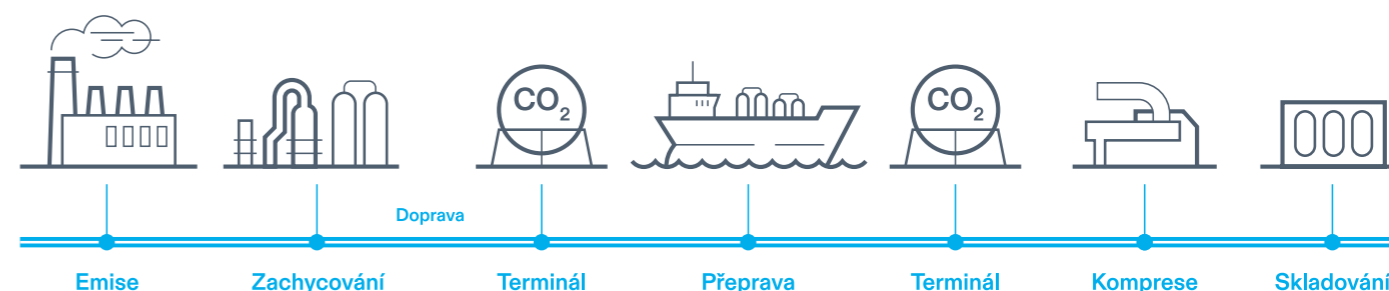 CO₂
CO₂
Doprava
Emise
Zachycování
Terminál
Přeprava
Terminál
Komprese
Skladování